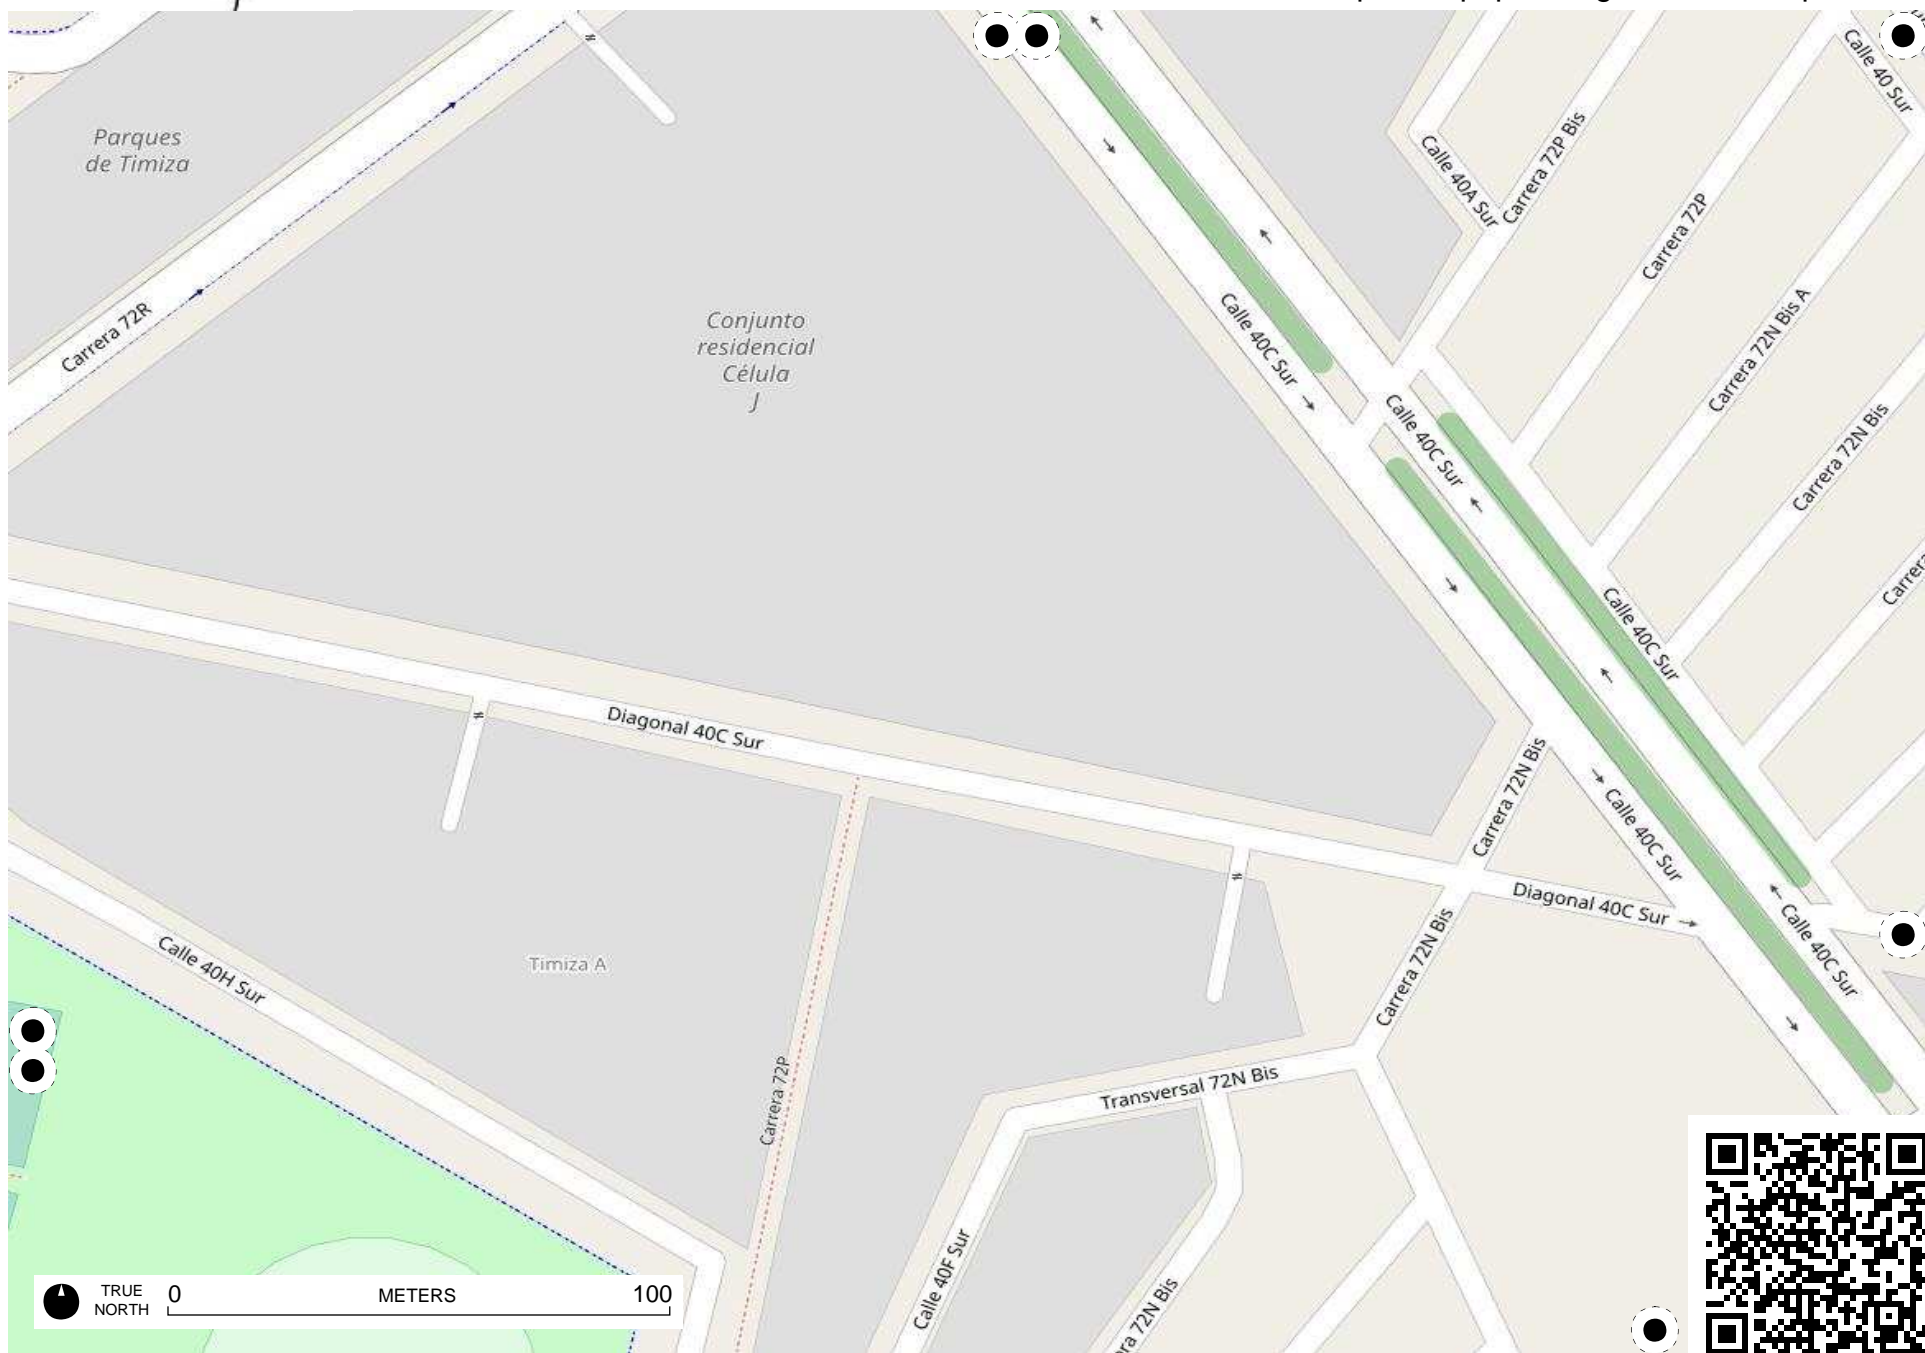 Parques
de Timiza
Carrera 72R
Conjunto
residencial
Célula
J
Calle 40C Sur
Calle 40A Sur
Carrera 72P Bis
Carrera 72P
Calle 40 Sur
Carrera 72N Bis A
Carrera 72N Bis
Calle 40C Sur
Calle 40C Sur
Diagonal 40C Sur
Carrera 72N Bis
Calle 40C Sur
Diagonal 40C Sur
Calle 40C Sur
Carrera 72N Bis
Calle 40H Sur
Timiza A
Carrera 72P
Transversal 72N Bis
Calle 40F Sur
72N Bis
TRUE
NORTH
0 METERS 100